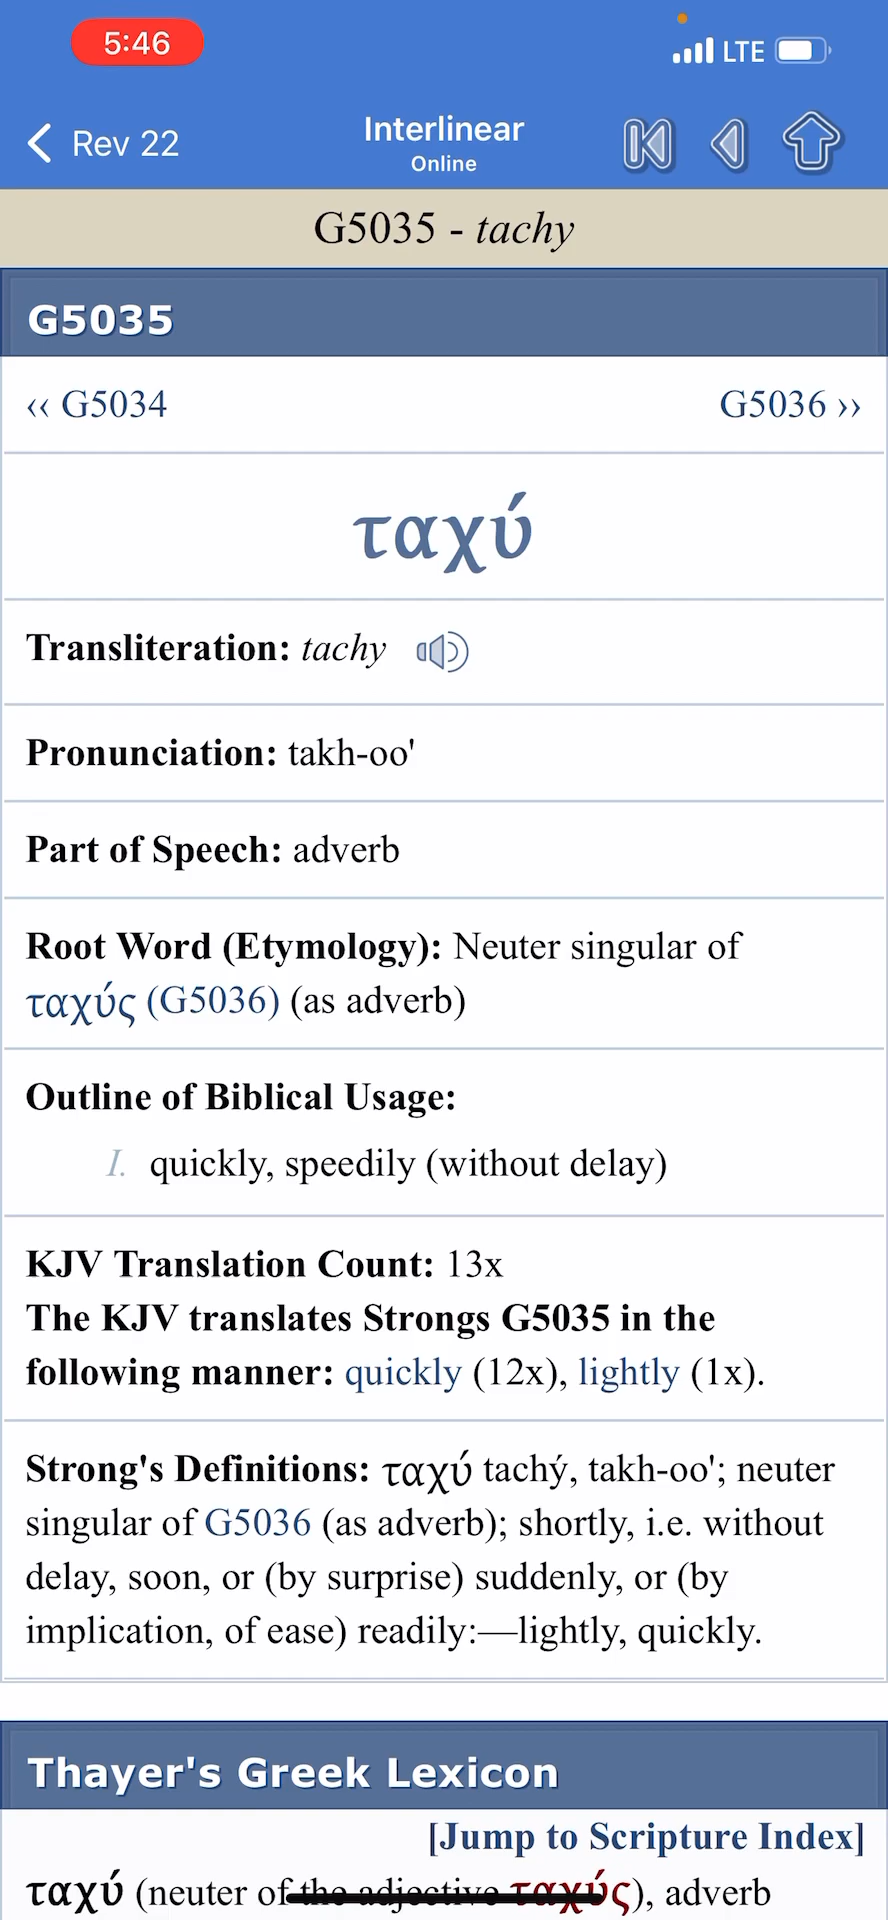 5:46
LTE
Rev 22
Interlinear
Online
G5035 - tachy
G5035
‹‹ G5034
G5036 ››
ταχύ
Transliteration: tachy
Pronunciation: takh-oo'
Part of Speech: adverb
Root Word (Etymology): Neuter singular of
ταχύς (G5036) (as adverb)
Outline of Biblical Usage:
I. quickly, speedily (without delay)
KJV Translation Count: 13x
The KJV translates Strongs G5035 in the
following manner: quickly (12x), lightly (1x).
Strong's Definitions: ταχύ tachý, takh-oo'; neuter
singular of G5036 (as adverb); shortly, i.e. without
delay, soon, or (by surprise) suddenly, or (by
implication, of ease) readily:—lightly, quickly.
Thayer's Greek Lexicon
[Jump to Scripture Index]
ταχύ (neuter of the adjective ταχύς), adverb